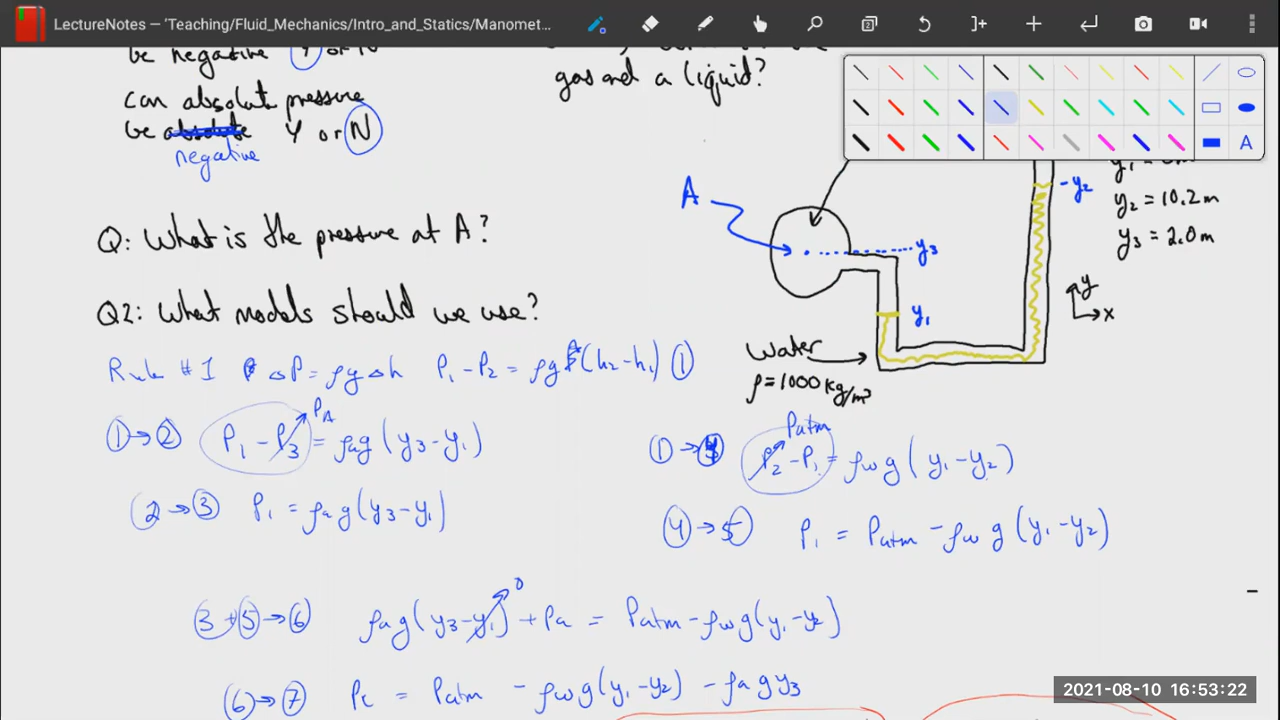 LectureNotes — 'Teaching/Fluid_Mechanics/Intro_and_Statics/Manomet...
be negative Y or N
can absolute pressure
be absolute Y or N
negative
gas and a liquid?
A
A
y₃
y₁
-y₂
y₂ = 10.2 m
y₃ = 2.0 m
y
x
Water
ρ = 1000 kg/m³
Q: What is the pressure at A?
Q2: What models should we use?
Rule #1 ΔP = ρgΔh P₁ - P₂ = ρg(h₂ - h₁) ①
① → ② P₁ - P₃ = ρag(y₃ - y₁)
PA
② → ③ P₁ = ρag(y₃ - y₁)
Patm
① → ④ P₂ - P₁ = ρwg(y₁ - y₂)
④ → ⑤ P₁ = Patm - ρwg(y₁ - y₂)
③ + ⑤ → ⑥ ρag(y₃ - y₁) + Pa = Patm - ρwg(y₁ - y₂)
0
⑥ → ⑦ Pc = Patm - ρwg(y₁ - y₂) - ρagy₃
2021-08-10 16:53:22